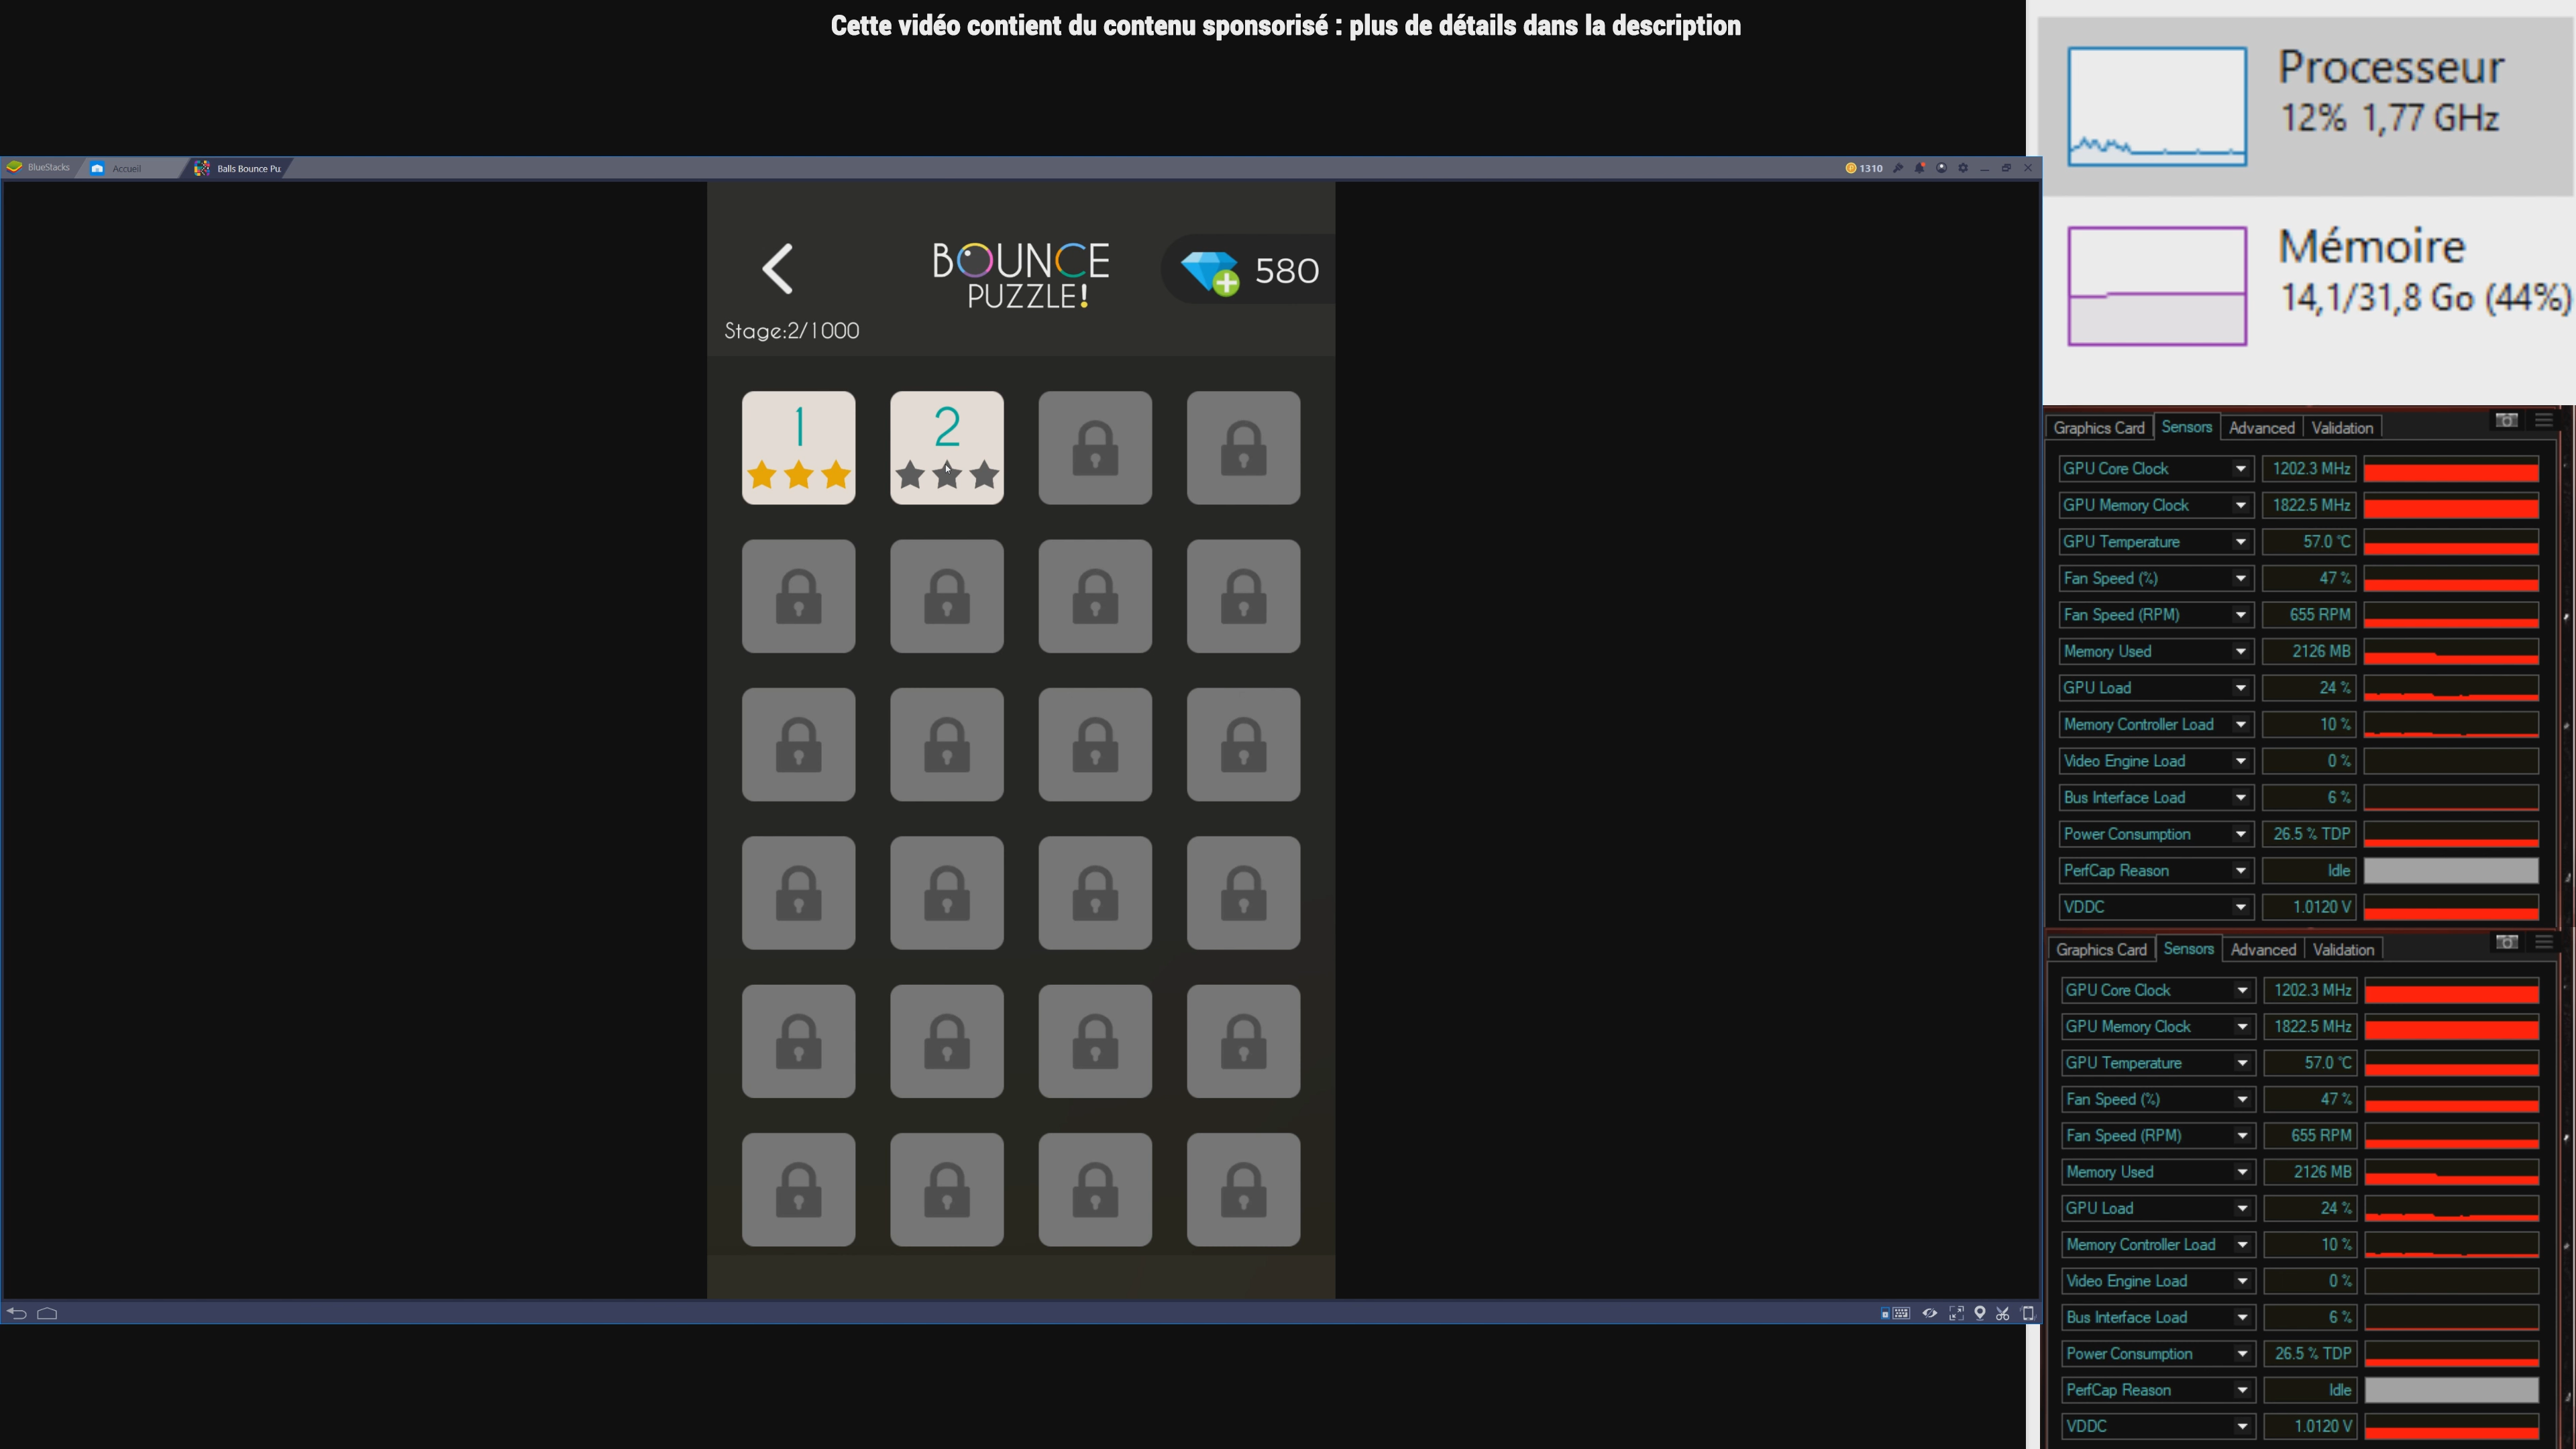 Cette vidéo contient du contenu sponsorisé : plus de détails dans la description
Processeur
12% 1,77 GHz
Mémoire
14,1/31,8 Go (44%)
BlueStacks
Accueil
Balls Bounce Pu:
1310
BOUNCE
PUZZLE!
580
Stage:2/1000
1
2
Graphics Card Sensors Advanced Validation
GPU Core Clock 1202.3 MHz
GPU Memory Clock 1822.5 MHz
GPU Temperature 57.0 °C
Fan Speed (%) 47 %
Fan Speed (RPM) 655 RPM
Memory Used 2126 MB
GPU Load 24 %
Memory Controller Load 10 %
Video Engine Load 0 %
Bus Interface Load 6 %
Power Consumption 26.5 % TDP
PerfCap Reason Idle
VDDC 1.0120 V
Graphics Card Sensors Advanced Validation
GPU Core Clock 1202.3 MHz
GPU Memory Clock 1822.5 MHz
GPU Temperature 57.0 °C
Fan Speed (%) 47 %
Fan Speed (RPM) 655 RPM
Memory Used 2126 MB
GPU Load 24 %
Memory Controller Load 10 %
Video Engine Load 0 %
Bus Interface Load 6 %
Power Consumption 26.5 % TDP
PerfCap Reason Idle
VDDC 1.0120 V